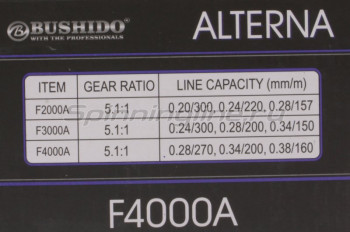 BUSHIDO
WITH THE PROFESSIONALS
ALTERNA
ITEM GEAR RATIO LINE CAPACITY (mm/m)
F2000A 5.1:1 0.20/300, 0.24/220, 0.28/157
F3000A 5.1:1 0.24/300, 0.28/200, 0.34/150
F4000A 5.1:1 0.28/270, 0.34/200, 0.38/160
Spinningline.ru
F4000A